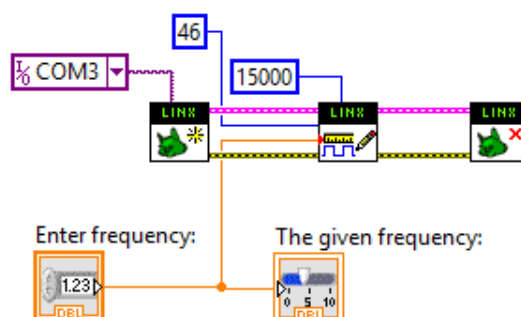 46
I/O COM3
15000
LINX
LINX
LINX
Enter frequency:
The given frequency:
1.23
DBL
0 5 10
DBL